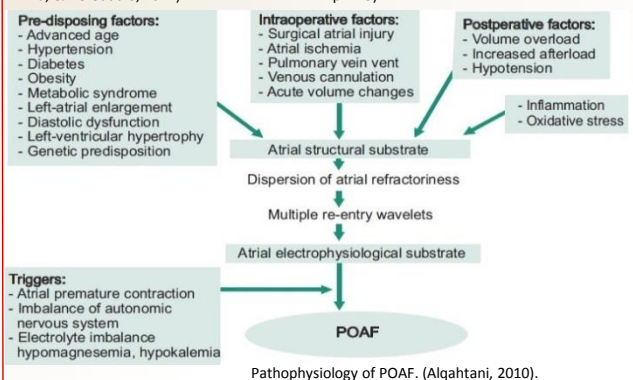 Pre-disposing factors:
- Advanced age
- Hypertension
- Diabetes
- Obesity
- Metabolic syndrome
- Left-atrial enlargement
- Diastolic dysfunction
- Left-ventricular hypertrophy
- Genetic predisposition
Intraoperative factors:
- Surgical atrial injury
- Atrial ischemia
- Pulmonary vein vent
- Venous cannulation
- Acute volume changes
Postperative factors:
- Volume overload
- Increased afterload
- Hypotension
- Inflammation
- Oxidative stress
Atrial structural substrate
Dispersion of atrial refractoriness
Multiple re-entry wavelets
Atrial electrophysiological substrate
Triggers:
- Atrial premature contraction
- Imbalance of autonomic
nervous system
- Electrolyte imbalance
hypomagnesemia, hypokalemia
POAF
Pathophysiology of POAF. (Alqahtani, 2010).